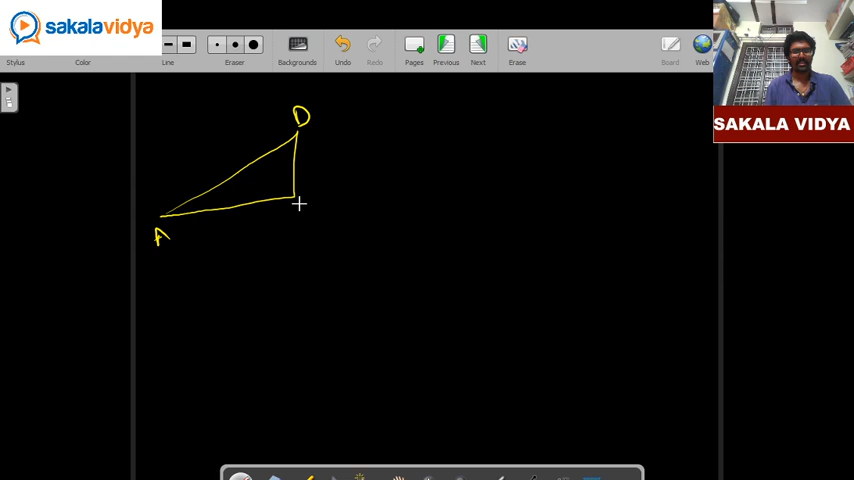 sakalavidya
Stylus Color Line Eraser Backgrounds Undo Redo Pages Previous Next Erase Board Web
SAKALA VIDYA
D
A